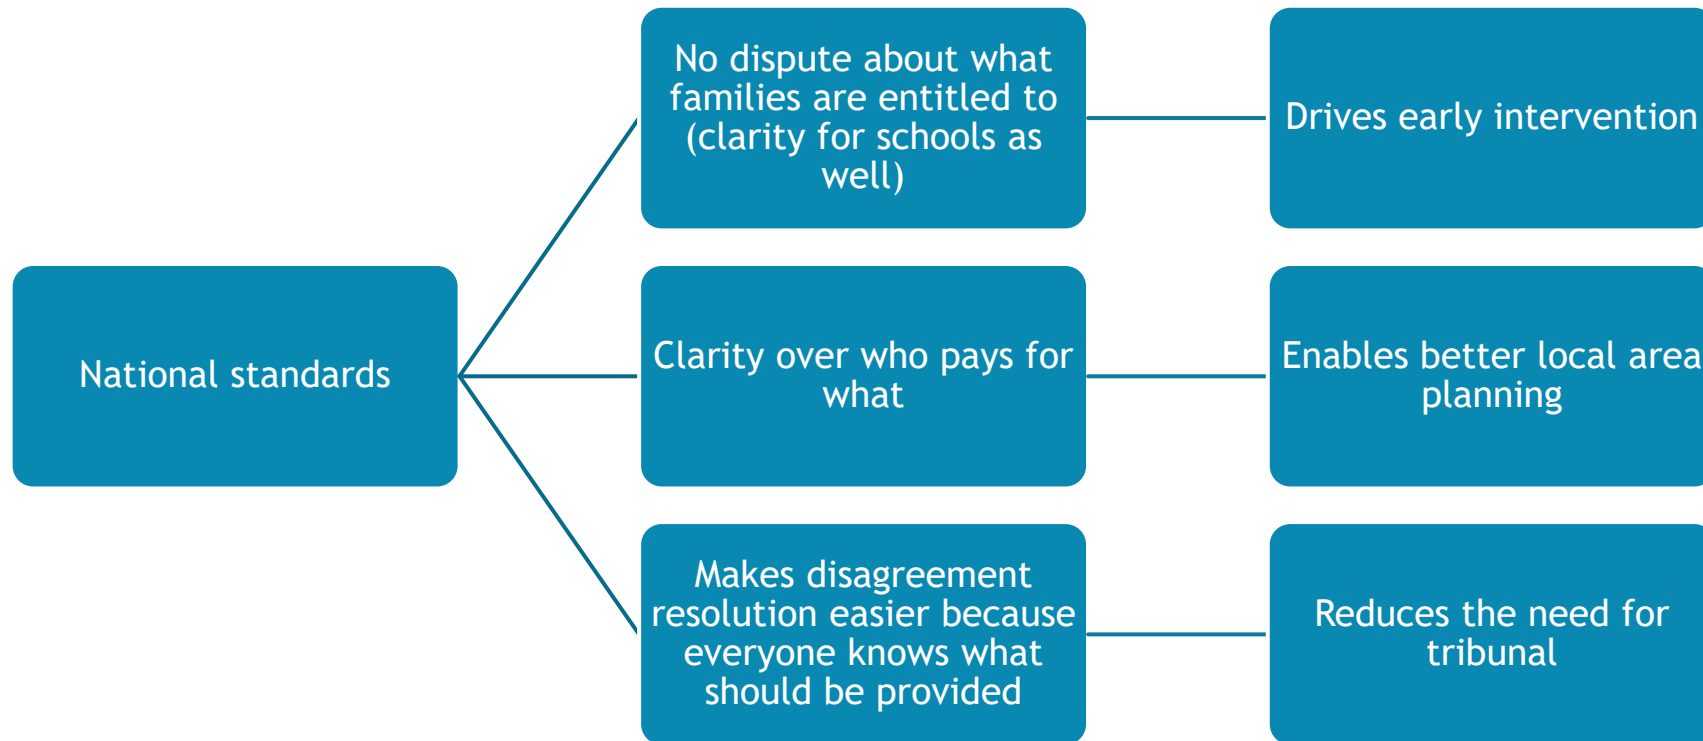 No dispute about what
families are entitled to
(clarity for schools as
well)
Drives early intervention
National standards
Clarity over who pays for
what
Enables better local area
planning
Makes disagreement
resolution easier because
everyone knows what
should be provided
Reduces the need for
tribunal